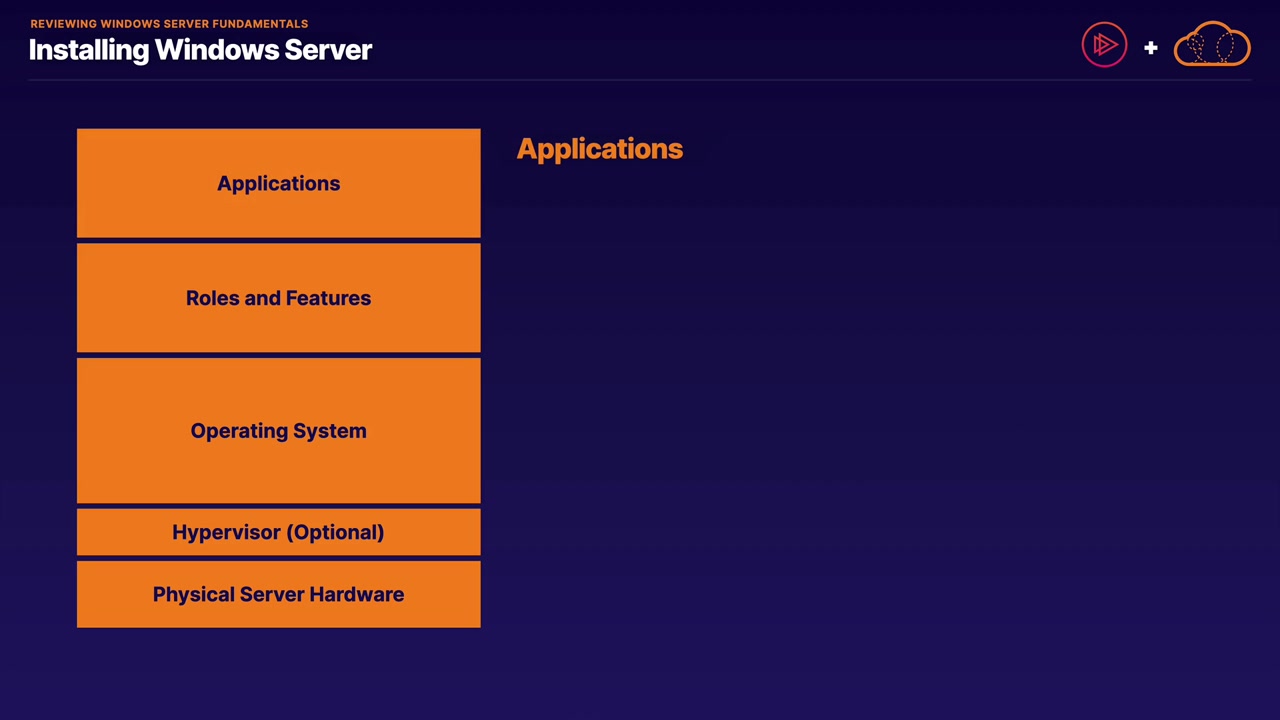 REVIEWING WINDOWS SERVER FUNDAMENTALS
Installing Windows Server
+
Applications
Applications
Roles and Features
Operating System
Hypervisor (Optional)
Physical Server Hardware